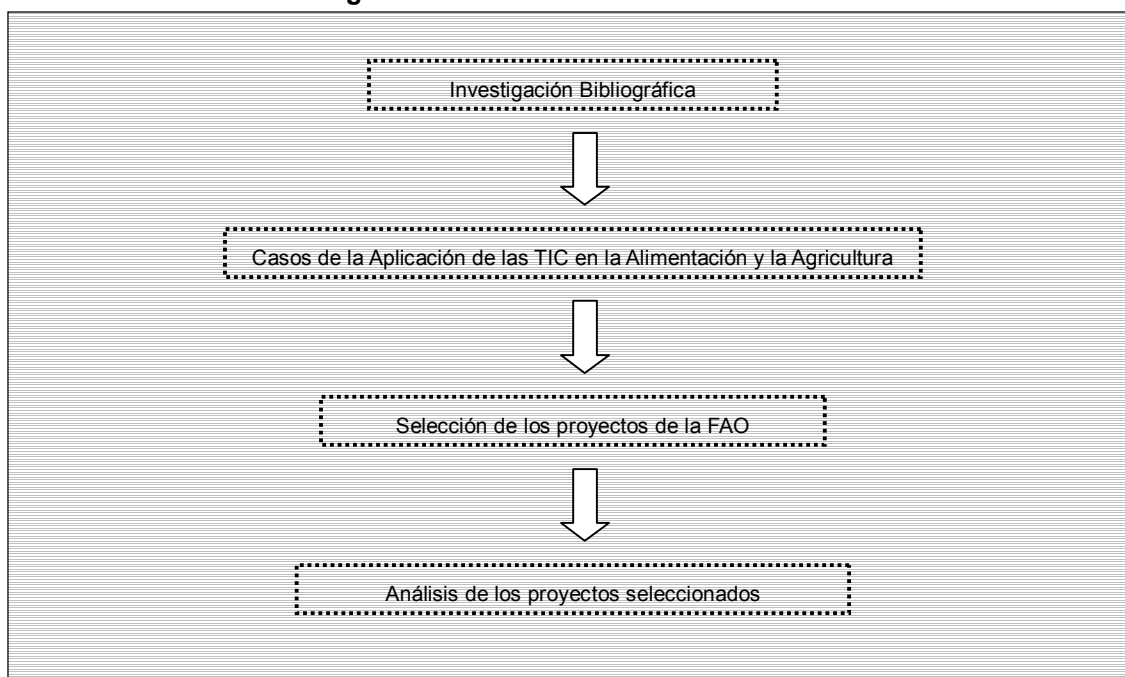 Investigación Bibliográfica
Casos de la Aplicación de las TIC en la Alimentación y la Agricultura
Selección de los proyectos de la FAO
Análisis de los proyectos seleccionados